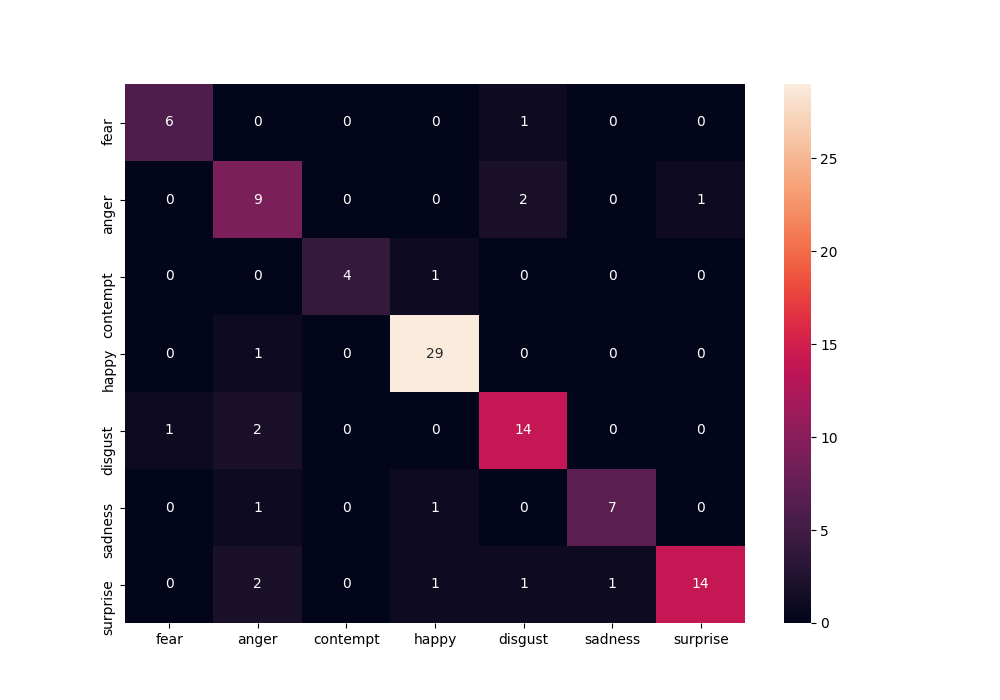 fear 6 0 0 0 1 0 0
anger 0 9 0 0 2 0 1
contempt 0 0 4 1 0 0 0
happy 0 1 0 29 0 0 0
disgust 1 2 0 0 14 0 0
sadness 0 1 0 1 0 7 0
surprise 0 2 0 1 1 1 14
fear anger contempt happy disgust sadness surprise
25
20
15
10
5
0